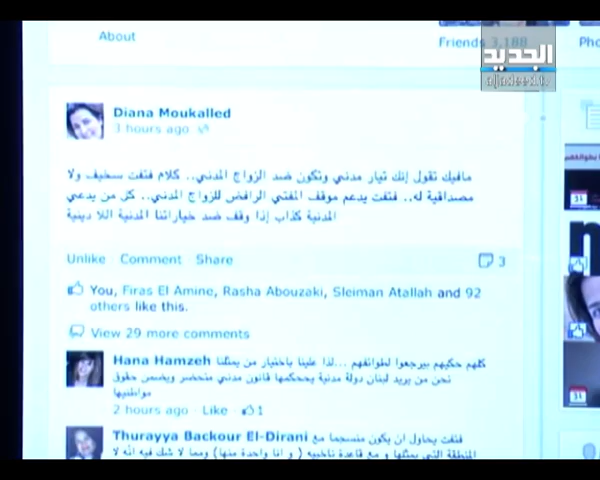 About
Friends 3,188
Pho
الجديد
aljadeed.tv
Diana Moukalled
3 hours ago
مافيك تقول إنك تيار مدني وتكون ضد الزواج المدني.. كلام فتفت سخيف ولا
مصداقية له.. فتفت يدعم موقف المفتي الرافض للزواج المدني.. كل من يدعي
المدنية كذاب إذا وقف ضد خياراتنا المدنية اللا دينية
Unlike Comment Share
3
You, Firas El Amine, Rasha Abouzaki, Sleiman Atallah and 92
others like this.
View 29 more comments
Hana Hamzeh كلهم حكيهم بيرجعوا لطوائفهم ...لذا علينا باختيار من يمثلنا
نحن من يريد لبنان دولة مدنية يحكمها قانون مدني متحضر ويضمن حقوق
مواطنيها
2 hours ago Like 1
Thurayya Backour El-Dirani فتفت يحاول ان يكون منسجما مع
المنطقة التي يمثلها و مع قاعدة ناخبيه ( و انا واحدة منها) ومما لا شك فيه انه لا
31
31